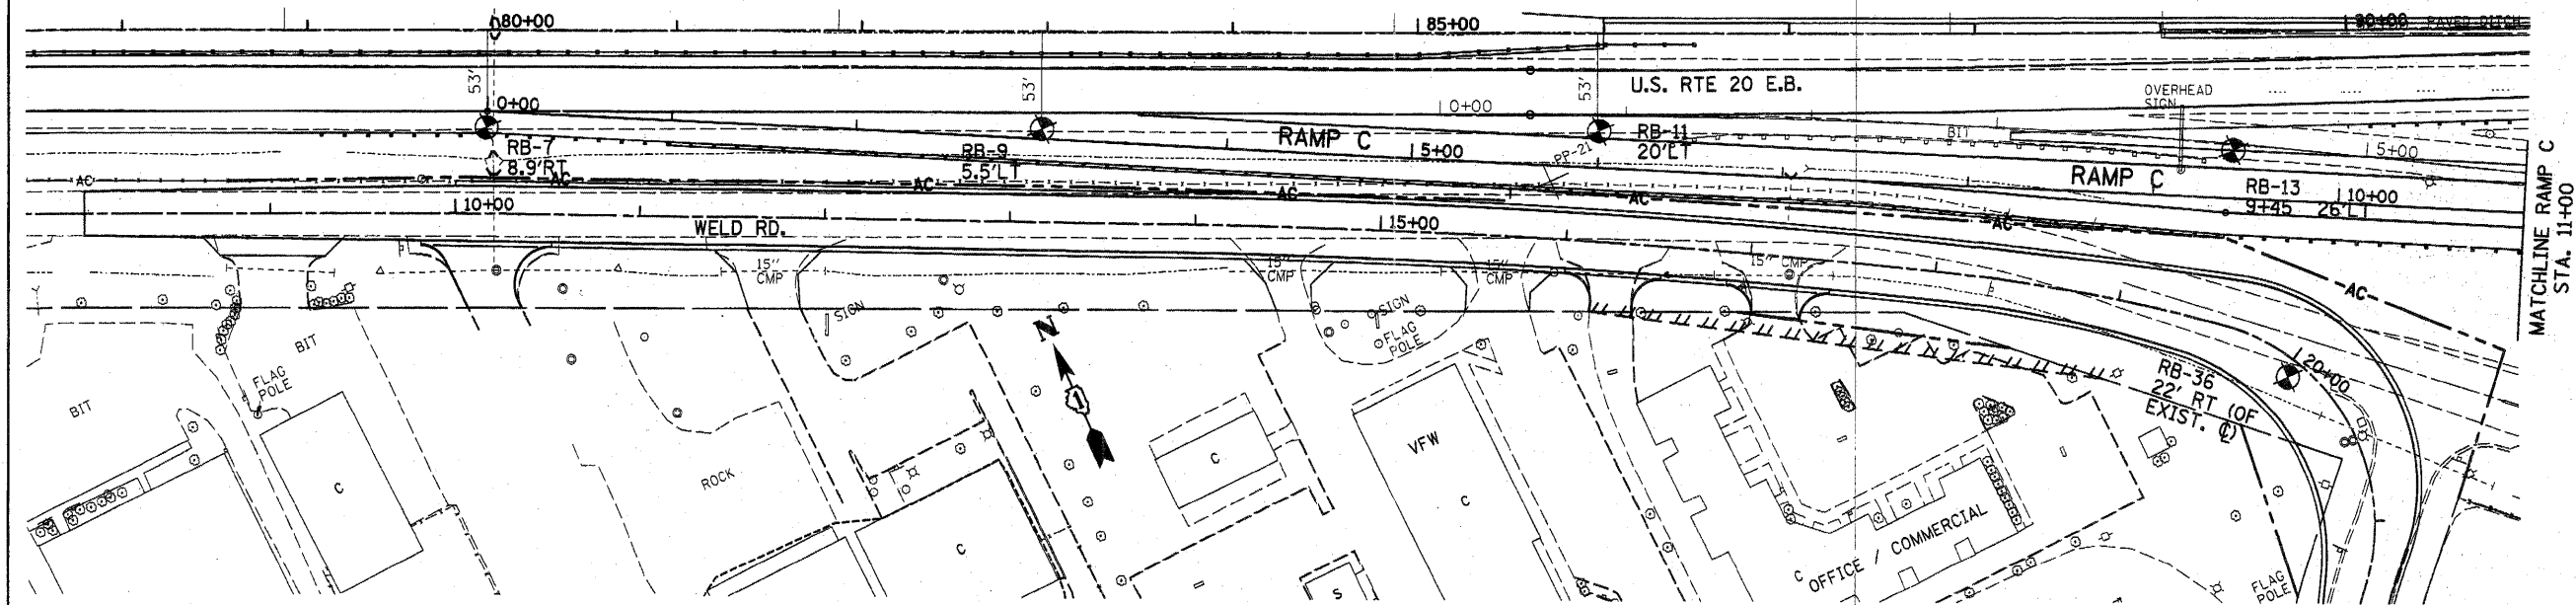 80+00
85+00
90+00 PAVED DITCH
53'
53'
53'
U.S. RTE 20 E.B.
OVERHEAD
SIGN
0+00
0+00
RB-7
8.9'RT
RB-9
5.5'LT
RAMP C
5+00
PP-21
RB-11
20'LT
BIT
RAMP C
5+00
RB-13
9+45 26'LT
10+00
AC
AC
AC
AC
AC
AC
AC
10+00
WELD RD.
15+00
20+00
MATCHLINE RAMP C
STA. 11+00
15" CMP
15" CMP
15" CMP
15" CMP
SIGN
SIGN
FLAG
POLE
N
1
BIT
BIT
FLAG
POLE
C
ROCK
C
C
VFW
C
S
RB-36
22' RT (OF
EXIST. ℄)
C OFFICE / COMMERCIAL
FLAG
POLE